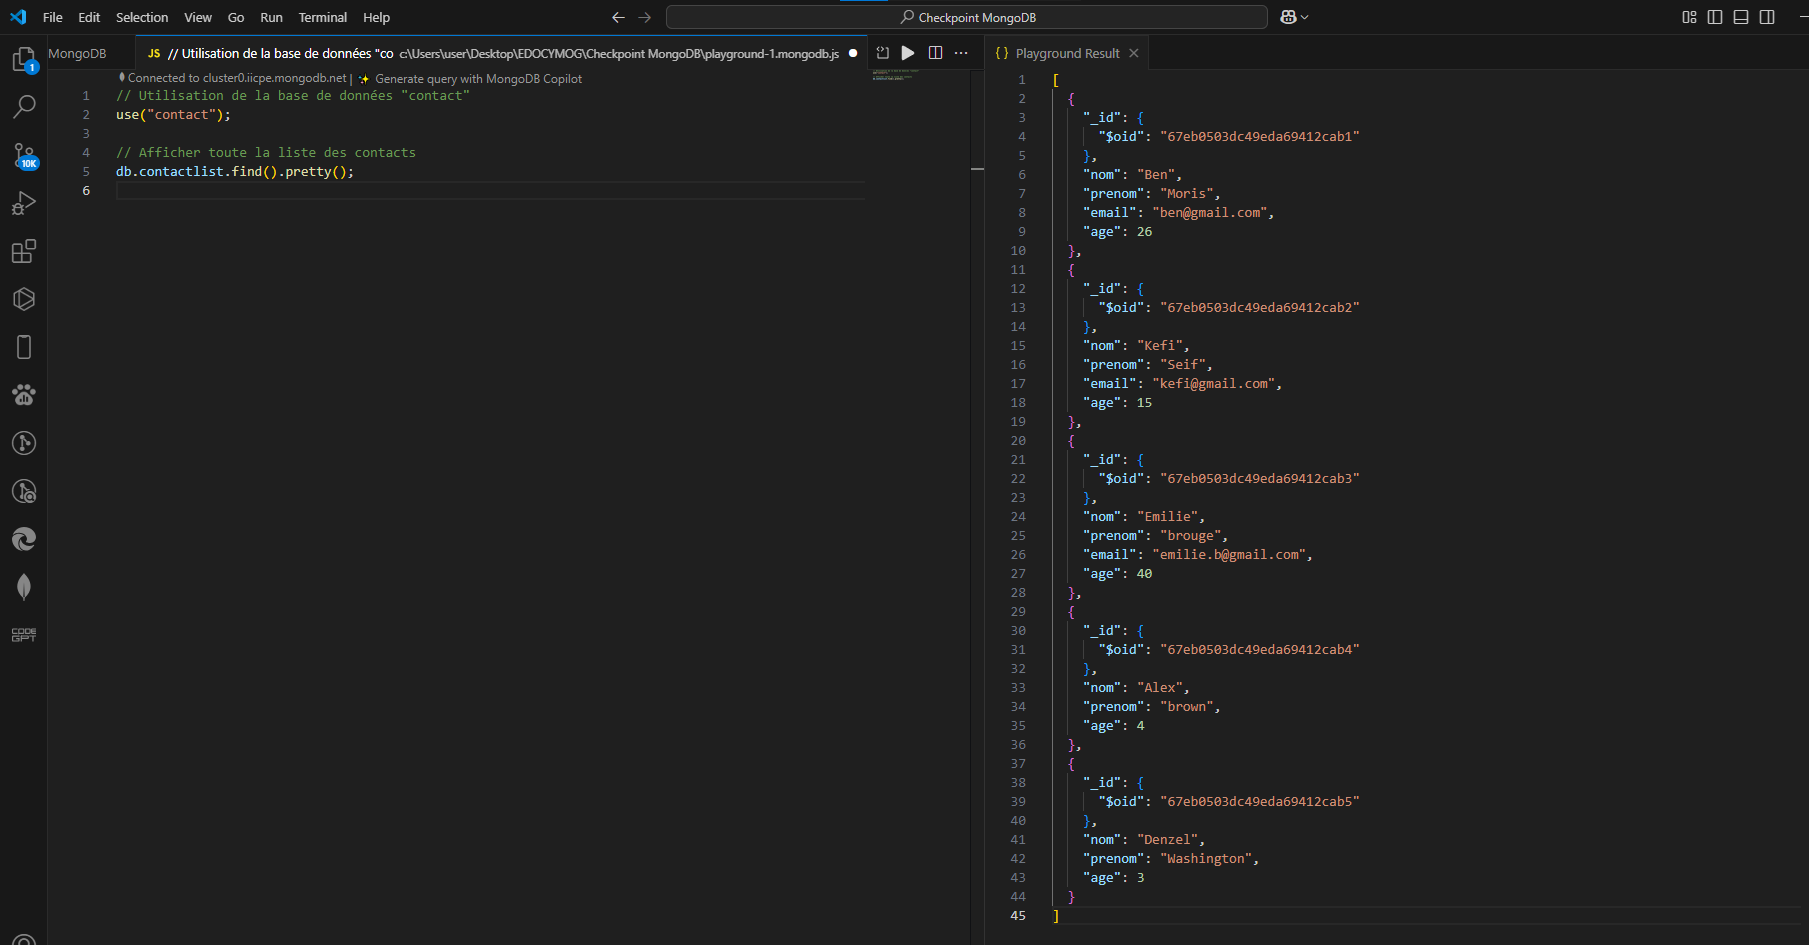 File Edit Selection View Go Run Terminal Help
Checkpoint MongoDB
MongoDB
JS // Utilisation de la base de données "co c:\Users\user\Desktop\EDOCYMOG\Checkpoint MongoDB\playground-1.mongodb.js
{} Playground Result
Connected to cluster0.iicpe.mongodb.net | Generate query with MongoDB Copilot
1 // Utilisation de la base de données "contact"
2 use("contact");
3
4 // Afficher toute la liste des contacts
5 db.contactlist.find().pretty();
6
1
10K
CODE
GPT
1 [
2 {
3 "_id": {
4 "$oid": "67eb0503dc49eda69412cab1"
5 },
6 "nom": "Ben",
7 "prenom": "Moris",
8 "email": "ben@gmail.com",
9 "age": 26
10 },
11 {
12 "_id": {
13 "$oid": "67eb0503dc49eda69412cab2"
14 },
15 "nom": "Kefi",
16 "prenom": "Seif",
17 "email": "kefi@gmail.com",
18 "age": 15
19 },
20 {
21 "_id": {
22 "$oid": "67eb0503dc49eda69412cab3"
23 },
24 "nom": "Emilie",
25 "prenom": "brouge",
26 "email": "emilie.b@gmail.com",
27 "age": 40
28 },
29 {
30 "_id": {
31 "$oid": "67eb0503dc49eda69412cab4"
32 },
33 "nom": "Alex",
34 "prenom": "brown",
35 "age": 4
36 },
37 {
38 "_id": {
39 "$oid": "67eb0503dc49eda69412cab5"
40 },
41 "nom": "Denzel",
42 "prenom": "Washington",
43 "age": 3
44 }
45 ]